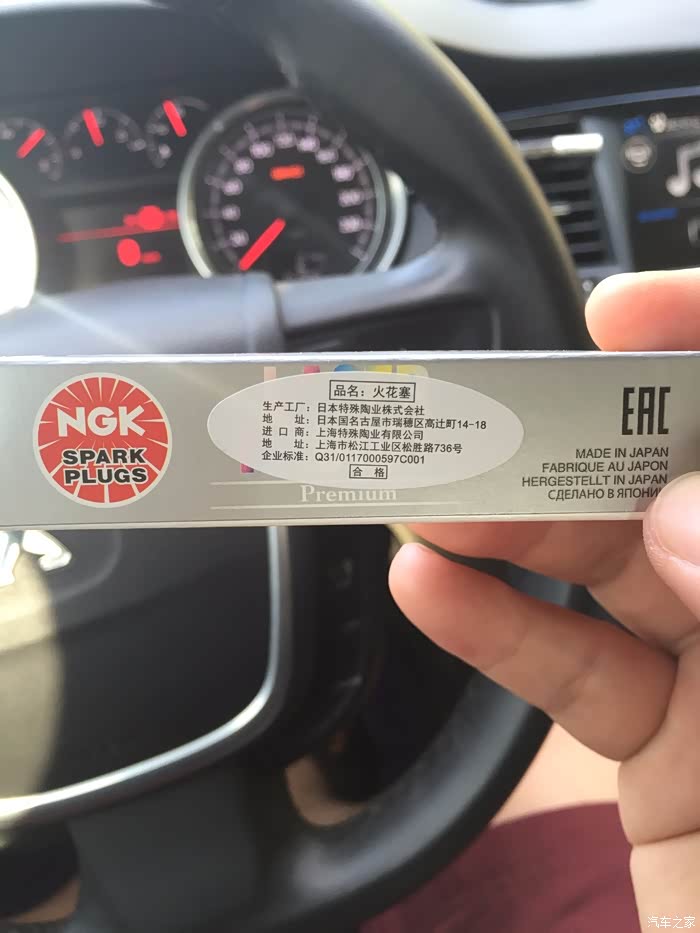 NGK
SPARK
PLUGS
品名：火花塞
生产工厂：日本特殊陶业株式会社
地　址：日本国名古屋市瑞穗区高辻町14-18
进 口 商：上海特殊陶业有限公司
地　址：上海市松江工业区松胜路736号
企业标准：Q31/0117000597C001
合 格
Premium
EAC
MADE IN JAPAN
FABRIQUE AU JAPON
HERGESTELLT IN JAPAN
СДЕЛАНО В ЯПОНИИ
汽车之家